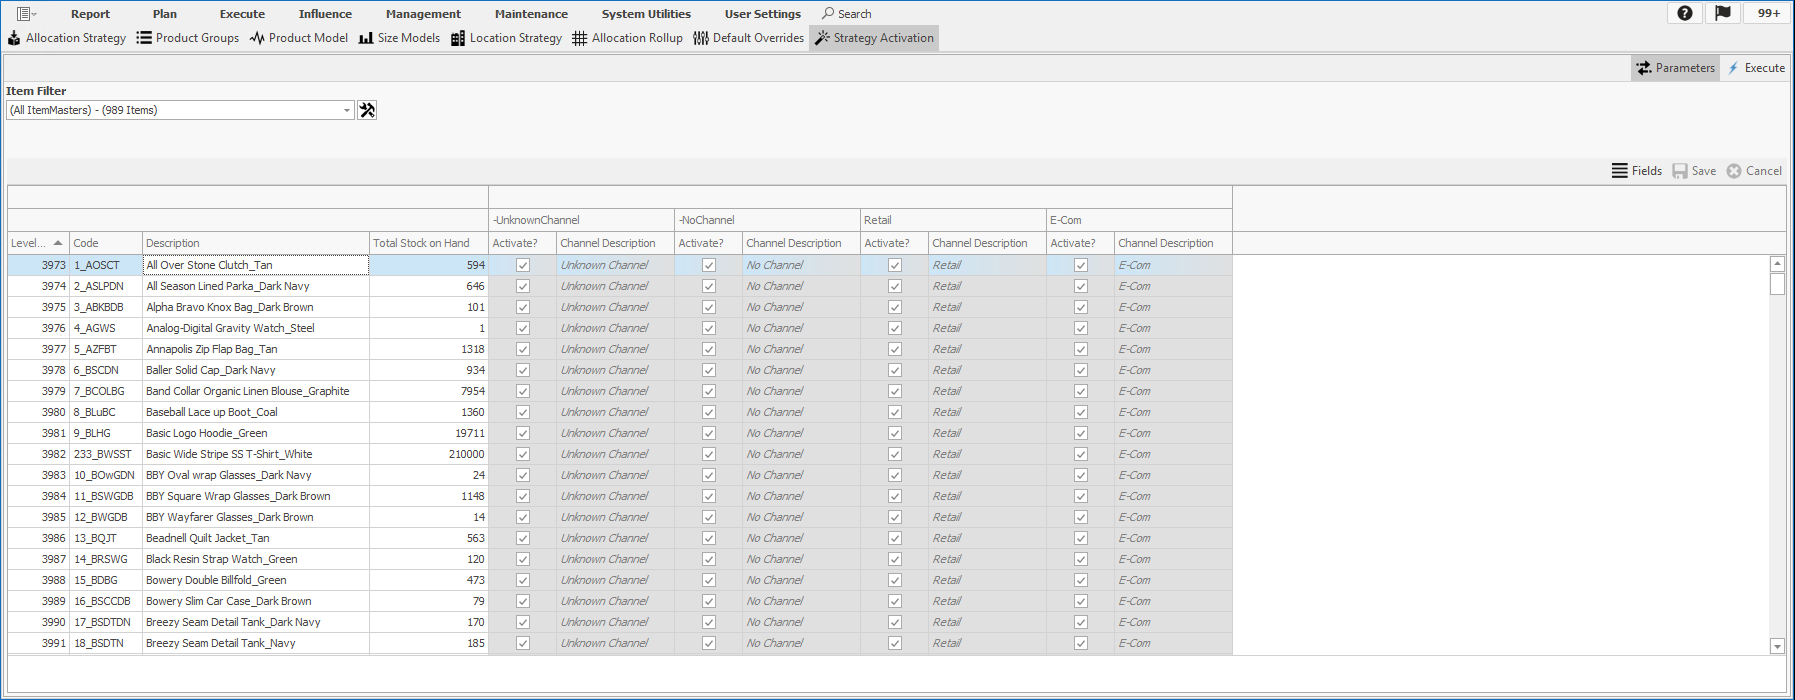 Report Plan Execute Influence Management Maintenance System Utilities User Settings Search 99+
Allocation Strategy Product Groups Product Model Size Models Location Strategy Allocation Rollup Default Overrides Strategy Activation
Parameters Execute
Item Filter
(All ItemMasters) - (989 Items)
Fields Save Cancel
-UnknownChannel -NoChannel Retail E-Com
Level... Code Description Total Stock on Hand Activate? Channel Description Activate? Channel Description Activate? Channel Description Activate? Channel Description
3973 1_AOSCT All Over Stone Clutch_Tan 594 Unknown Channel No Channel Retail E-Com
3974 2_ASLPDN All Season Lined Parka_Dark Navy 646 Unknown Channel No Channel Retail E-Com
3975 3_ABKBDB Alpha Bravo Knox Bag_Dark Brown 101 Unknown Channel No Channel Retail E-Com
3976 4_AGWS Analog-Digital Gravity Watch_Steel 1 Unknown Channel No Channel Retail E-Com
3977 5_AZFBT Annapolis Zip Flap Bag_Tan 1318 Unknown Channel No Channel Retail E-Com
3978 6_BSCDN Baller Solid Cap_Dark Navy 934 Unknown Channel No Channel Retail E-Com
3979 7_BCOLBG Band Collar Organic Linen Blouse_Graphite 7954 Unknown Channel No Channel Retail E-Com
3980 8_BLuBC Baseball Lace up Boot_Coal 1360 Unknown Channel No Channel Retail E-Com
3981 9_BLHG Basic Logo Hoodie_Green 19711 Unknown Channel No Channel Retail E-Com
3982 233_BWSST Basic Wide Stripe SS T-Shirt_White 210000 Unknown Channel No Channel Retail E-Com
3983 10_BOwGDN BBY Oval wrap Glasses_Dark Navy 24 Unknown Channel No Channel Retail E-Com
3984 11_BSWGDB BBY Square Wrap Glasses_Dark Brown 1148 Unknown Channel No Channel Retail E-Com
3985 12_BWGDB BBY Wayfarer Glasses_Dark Brown 14 Unknown Channel No Channel Retail E-Com
3986 13_BQJT Beadnell Quilt Jacket_Tan 563 Unknown Channel No Channel Retail E-Com
3987 14_BRSWG Black Resin Strap Watch_Green 120 Unknown Channel No Channel Retail E-Com
3988 15_BDBG Bowery Double Billfold_Green 473 Unknown Channel No Channel Retail E-Com
3989 16_BSCCDB Bowery Slim Car Case_Dark Brown 79 Unknown Channel No Channel Retail E-Com
3990 17_BSDTDN Breezy Seam Detail Tank_Dark Navy 170 Unknown Channel No Channel Retail E-Com
3991 18_BSDTN Breezy Seam Detail Tank_Navy 185 Unknown Channel No Channel Retail E-Com